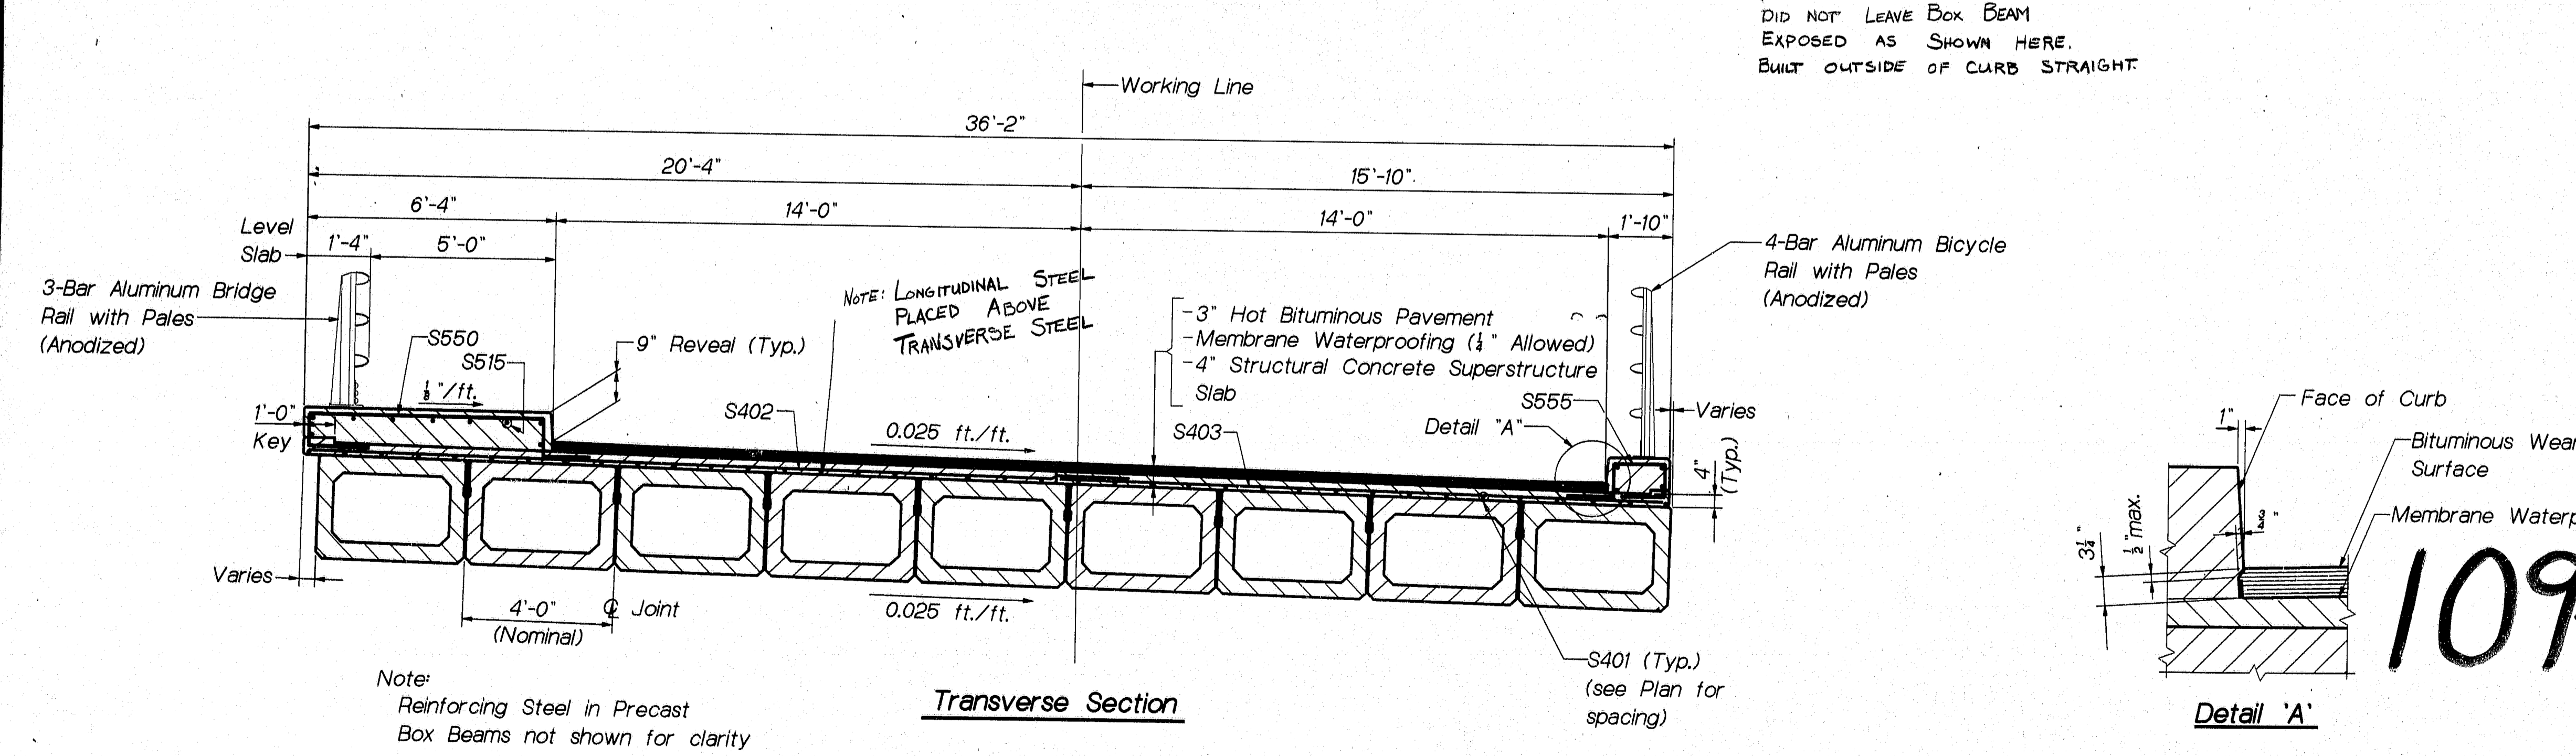 DID NOT LEAVE BOX BEAM
EXPOSED AS SHOWN HERE.
BUILT OUTSIDE OF CURB STRAIGHT.
Working Line
36'-2"
20'-4"
15'-10"
6'-4"
14'-0"
14'-0"
1'-10"
Level
Slab
1'-4"
5'-0"
3-Bar Aluminum Bridge
Rail with Pales
(Anodized)
4-Bar Aluminum Bicycle
Rail with Pales
(Anodized)
NOTE: LONGITUDINAL STEEL
PLACED ABOVE
TRANSVERSE STEEL
-3" Hot Bituminous Pavement
-Membrane Waterproofing (¼" Allowed)
-4" Structural Concrete Superstructure
Slab
S550
S515
⅛"/ft.
9" Reveal (Typ.)
1'-0"
Key
S402
0.025 ft./ft.
S403
S555
Detail "A"
Varies
4"
(Typ.)
Varies
4'-0"
(Nominal)
℄ Joint
0.025 ft./ft.
S401 (Typ.)
(see Plan for
spacing)
Note:
Reinforcing Steel in Precast
Box Beams not shown for clarity
Transverse Section
1"
Face of Curb
Bituminous Wear
Surface
Membrane Waterp
3¼"
½" max.
109
Detail 'A'